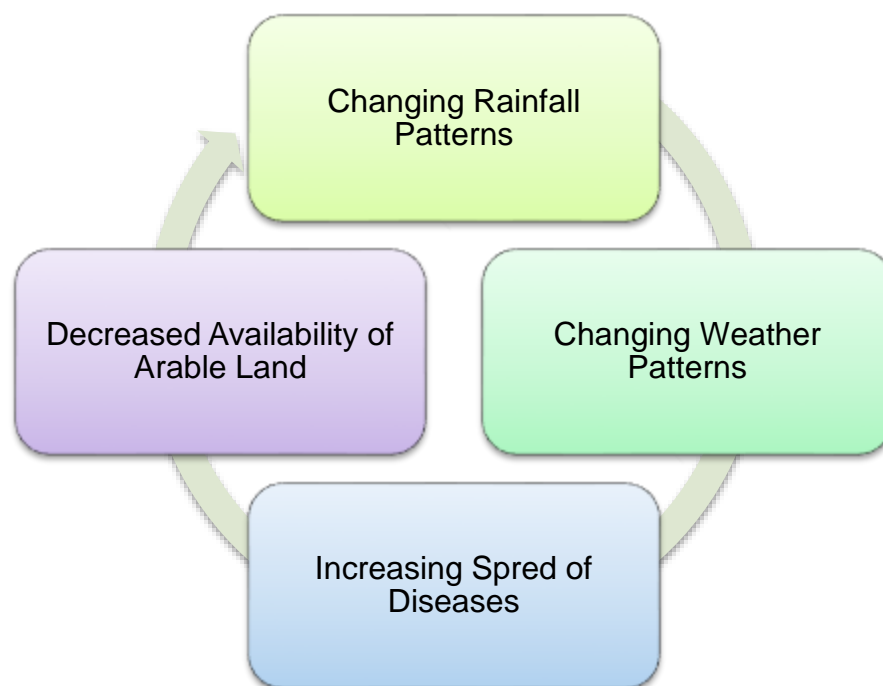 Changing Rainfall
Patterns
Decreased Availability of
Arable Land
Changing Weather
Patterns
Increasing Spred of
Diseases